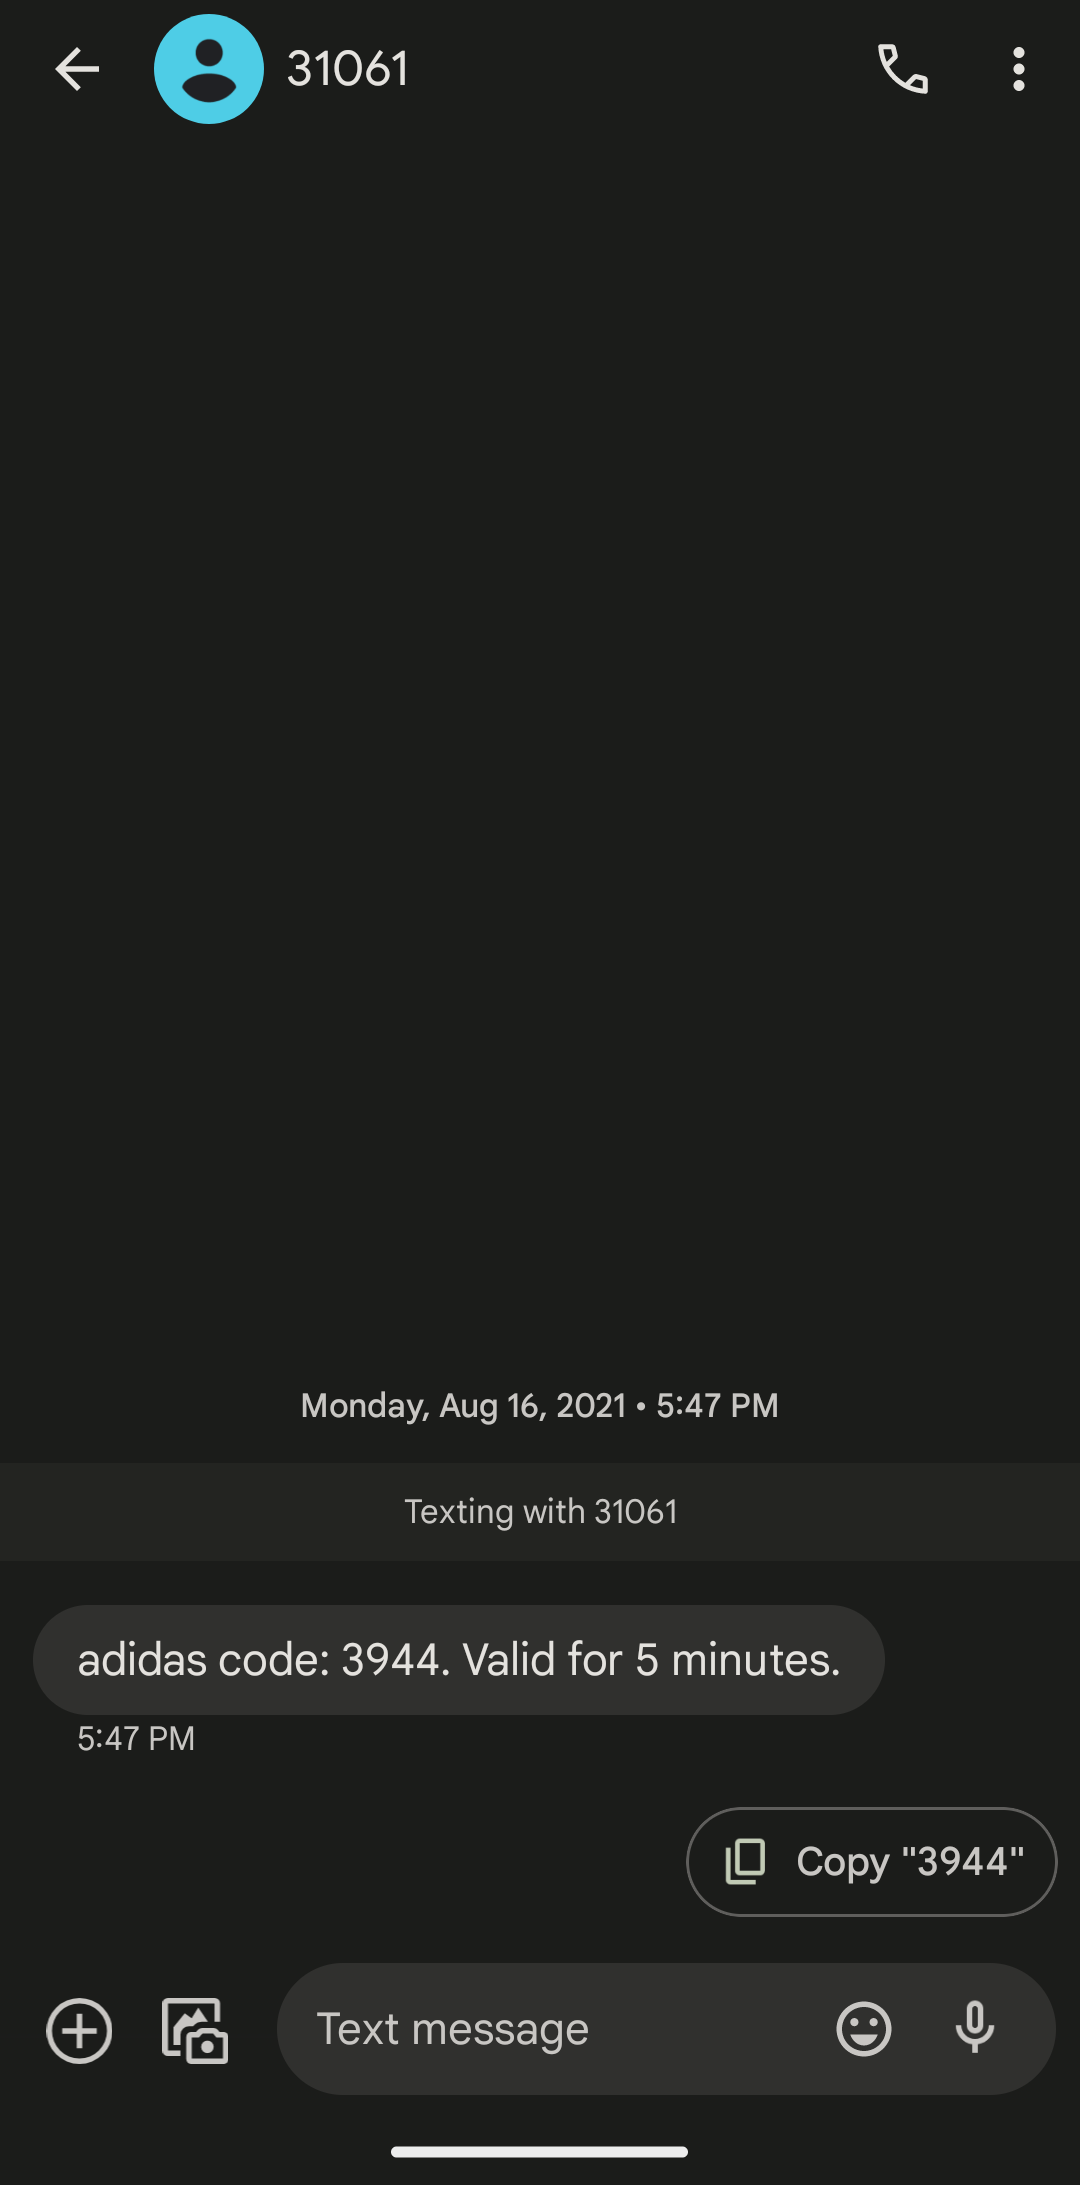 31061
Monday, Aug 16, 2021 • 5:47 PM
Texting with 31061
adidas code: 3944. Valid for 5 minutes.
5:47 PM
Copy "3944"
Text message